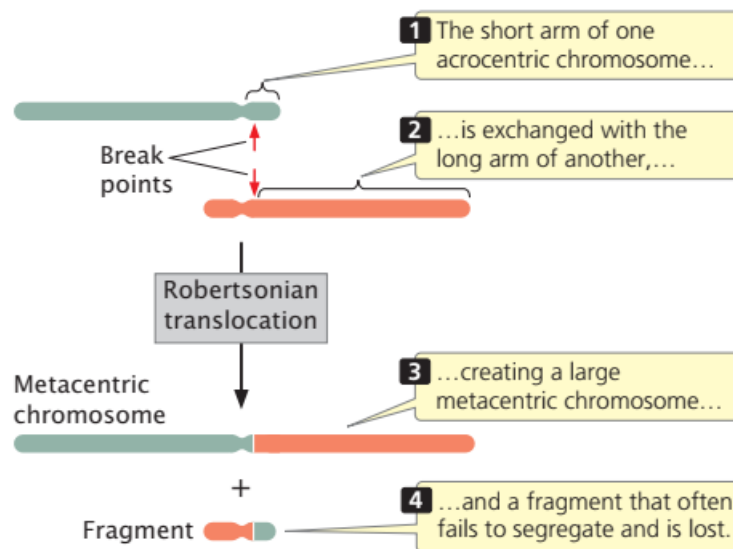 1 The short arm of one
acrocentric chromosome…
2 …is exchanged with the
long arm of another,…
Break
points
Robertsonian
translocation
3 …creating a large
metacentric chromosome…
Metacentric
chromosome
+
4 …and a fragment that often
fails to segregate and is lost.
Fragment